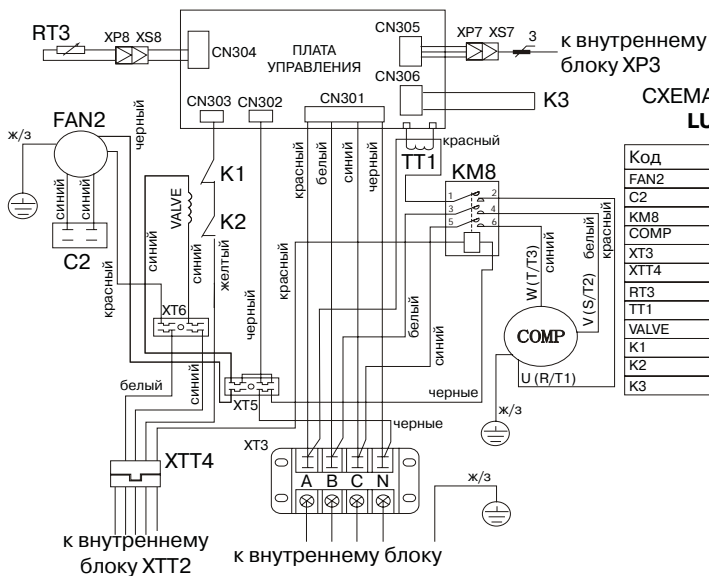 RT3
XP8
XS8
CN304
ПЛАТА
УПРАВЛЕНИЯ
CN305
XP7
XS7
3
к внутреннему
блоку XP3
CN306
K3
CN303
CN302
CN301
СХЕМА
LU
FAN2
ж/з
черный
синий
синий
C2
K1
K2
VALVE
синий
синий
желтый
красный
белый
синий
черный
TT1
красный
KM8
1
2
3
4
5
6
Код
FAN2
C2
KM8
COMP
XT3
XTT4
RT3
TT1
VALVE
K1
K2
K3
красный
XT6
черный
красный
белый
синий
W (T/T3)
синий
V (S/T2)
белый
красный
COMP
U (R/T1)
белый
синий
XT5
черные
черные
ж/з
XT3
A
B
C
N
XTT4
ж/з
к внутреннему
блоку XTT2
к внутреннему блоку